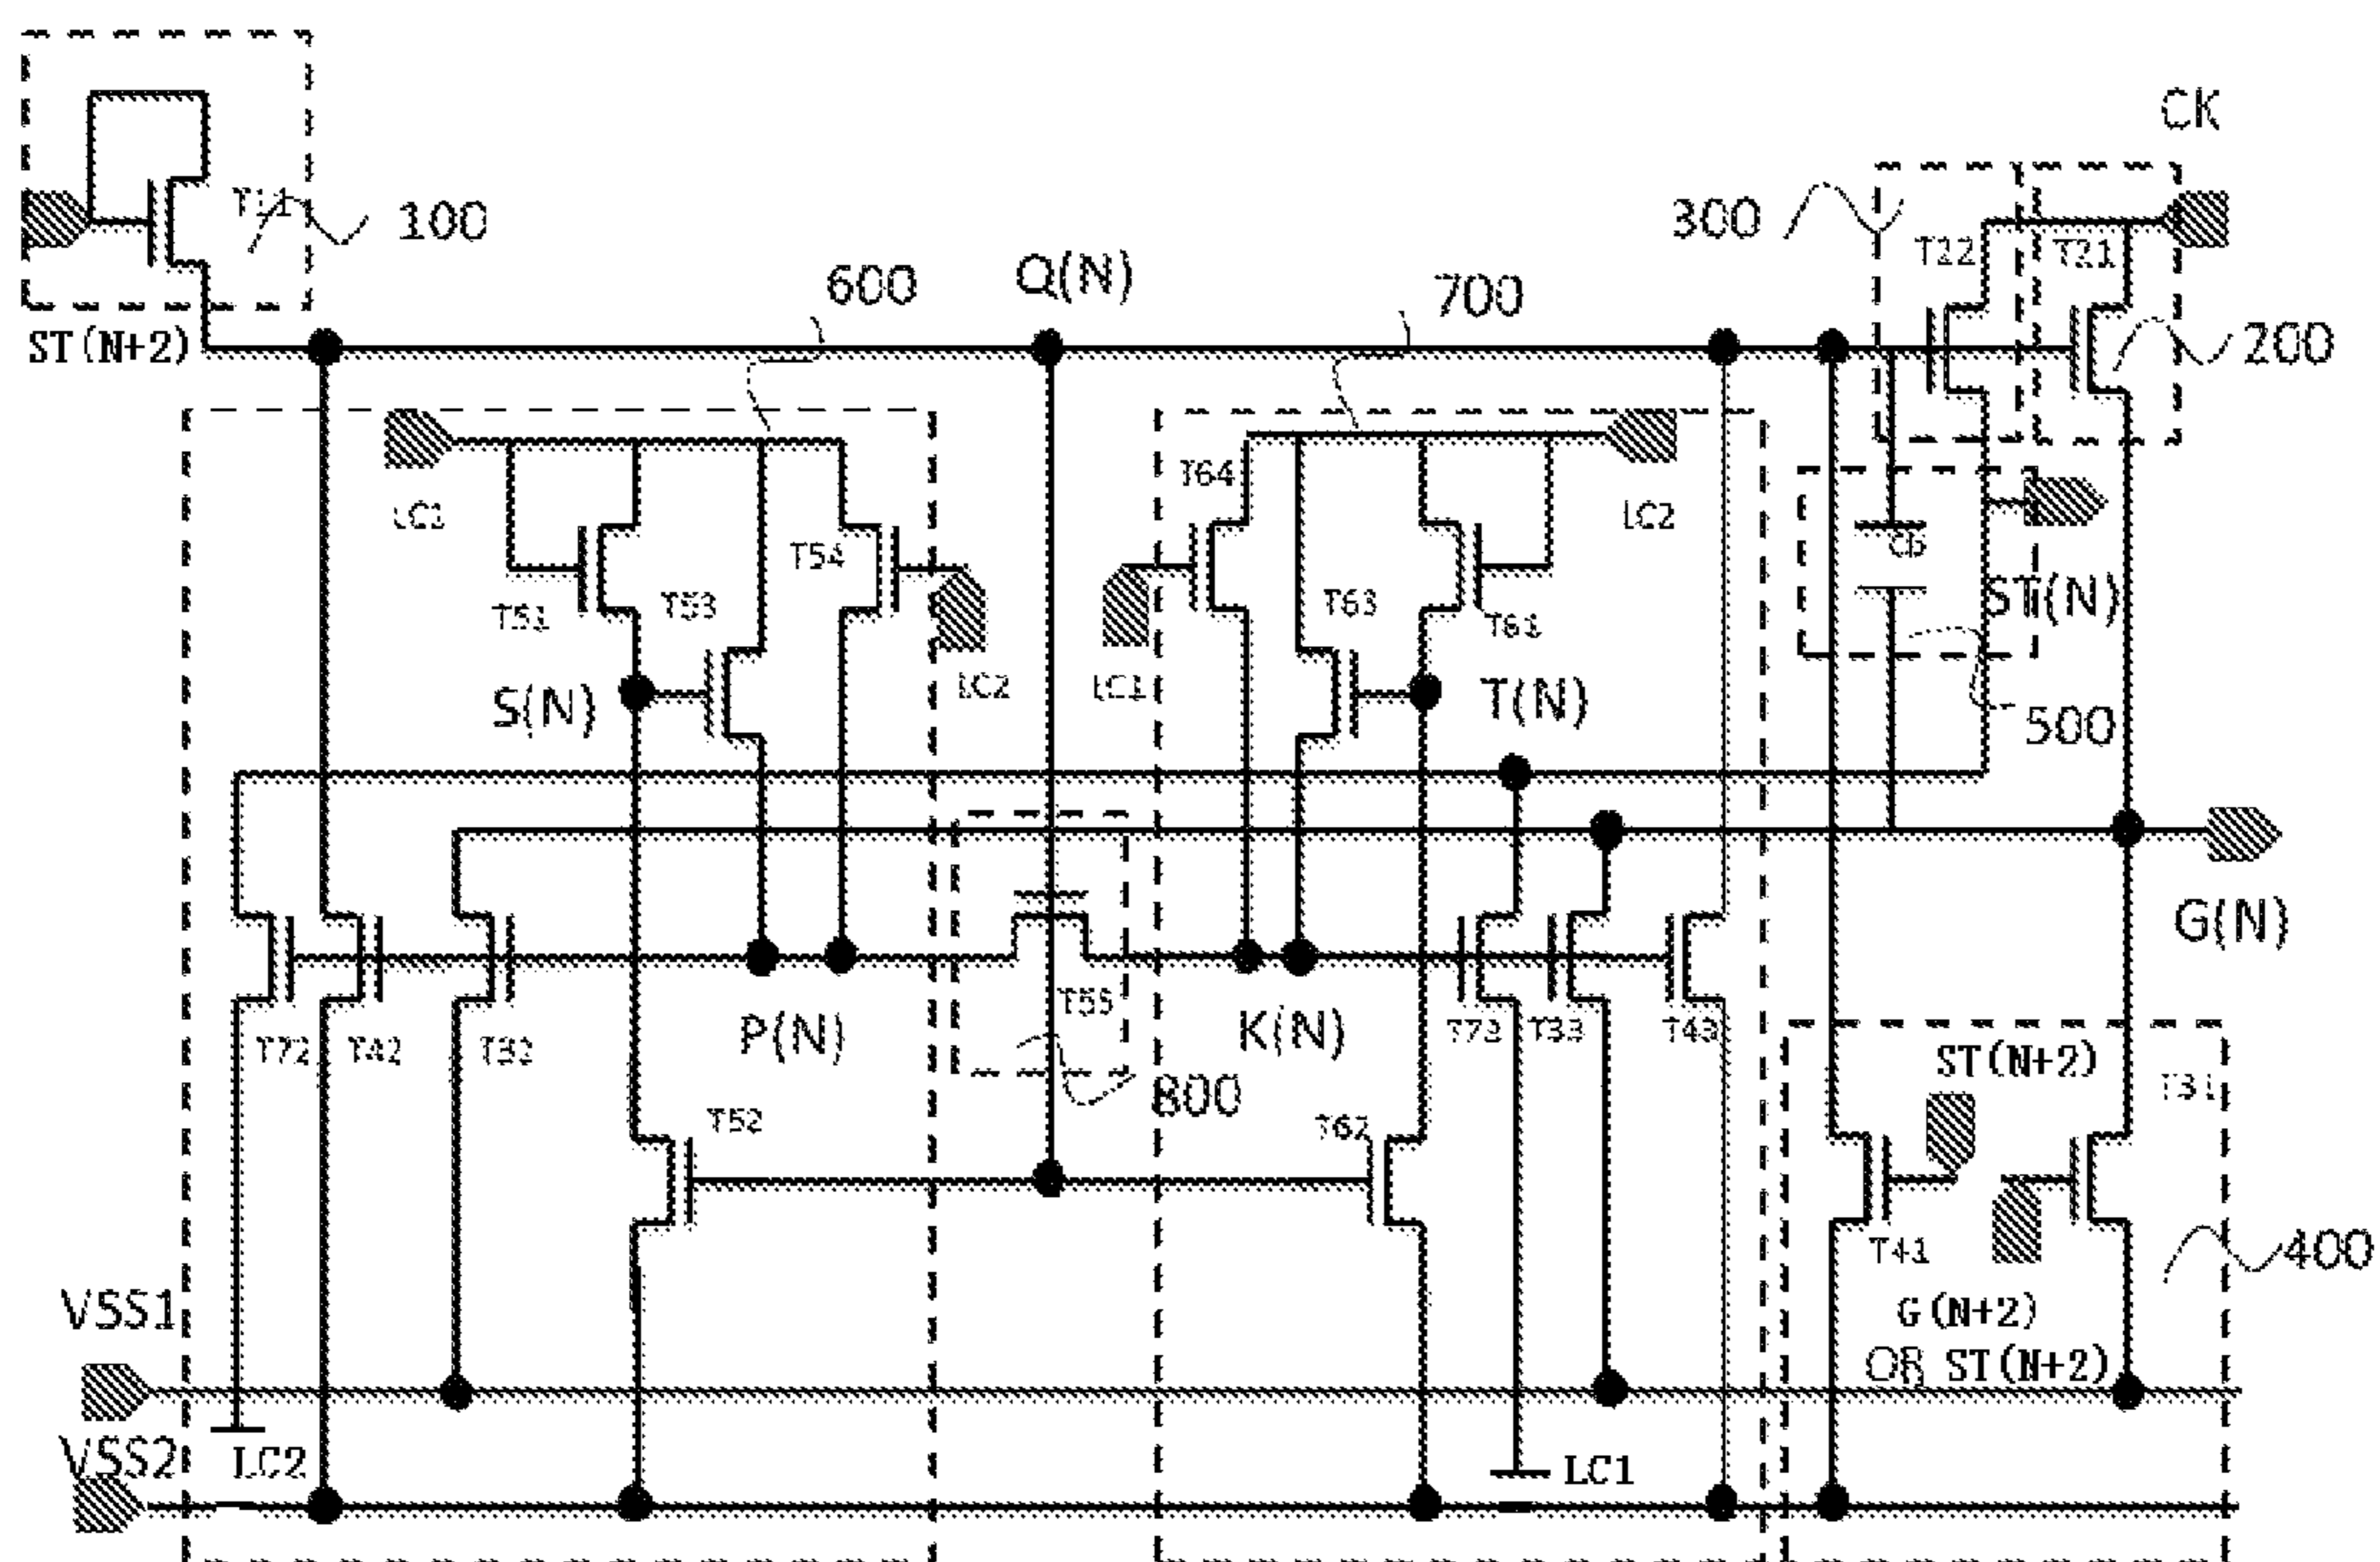 CK
T11
100
300
T22
T21
200
600
Q(N)
700
ST(N+2)
T64
LC1
LC2
T54
Cb
T51
T53
T63
T61
ST(N)
LC2
LC1
S(N)
T(N)
500
G(N)
T55
T72
T42
T32
P(N)
K(N)
T73
T33
T43
ST(N+2)
T31
800
T52
T62
T41
400
VSS1
G(N+2)
OR ST(N+2)
VSS2
LC2
LC1